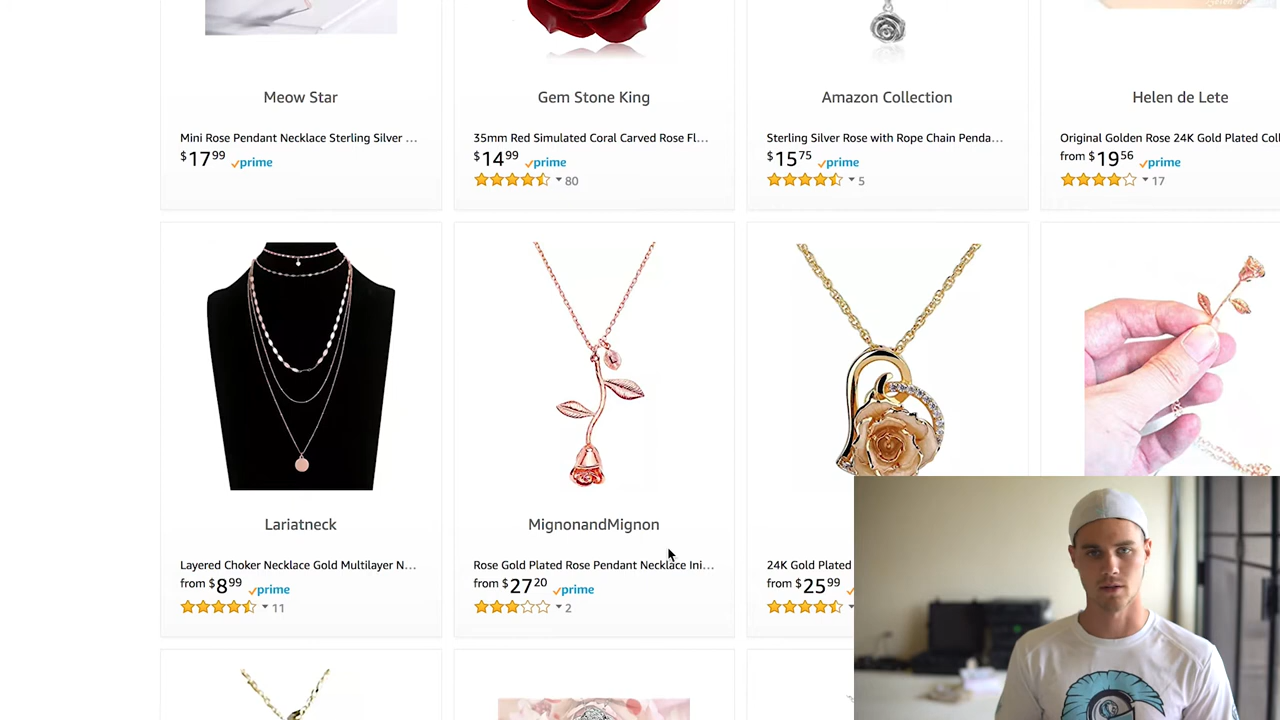 Meow Star
Gem Stone King
Amazon Collection
Helen de Lete
Mini Rose Pendant Necklace Sterling Silver ...
35mm Red Simulated Coral Carved Rose Fl...
Sterling Silver Rose with Rope Chain Penda...
Original Golden Rose 24K Gold Plated Coll
$17 99 prime
$14 99 prime
$15 75 prime
from $19 56 prime
80
5
17
Lariatneck
MignonandMignon
Layered Choker Necklace Gold Multilayer N...
Rose Gold Plated Rose Pendant Necklace Ini...
24K Gold Plated
from $8 99 prime
from $27 20 prime
from $25 99
11
2